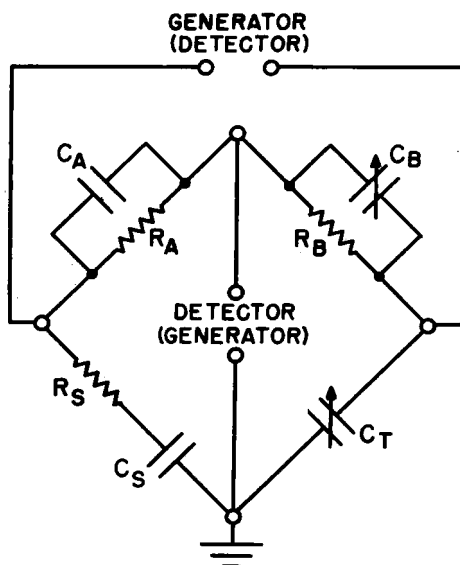 GENERATOR
(DETECTOR)
CA
CB
RA
RB
DETECTOR
(GENERATOR)
RS
CT
CS